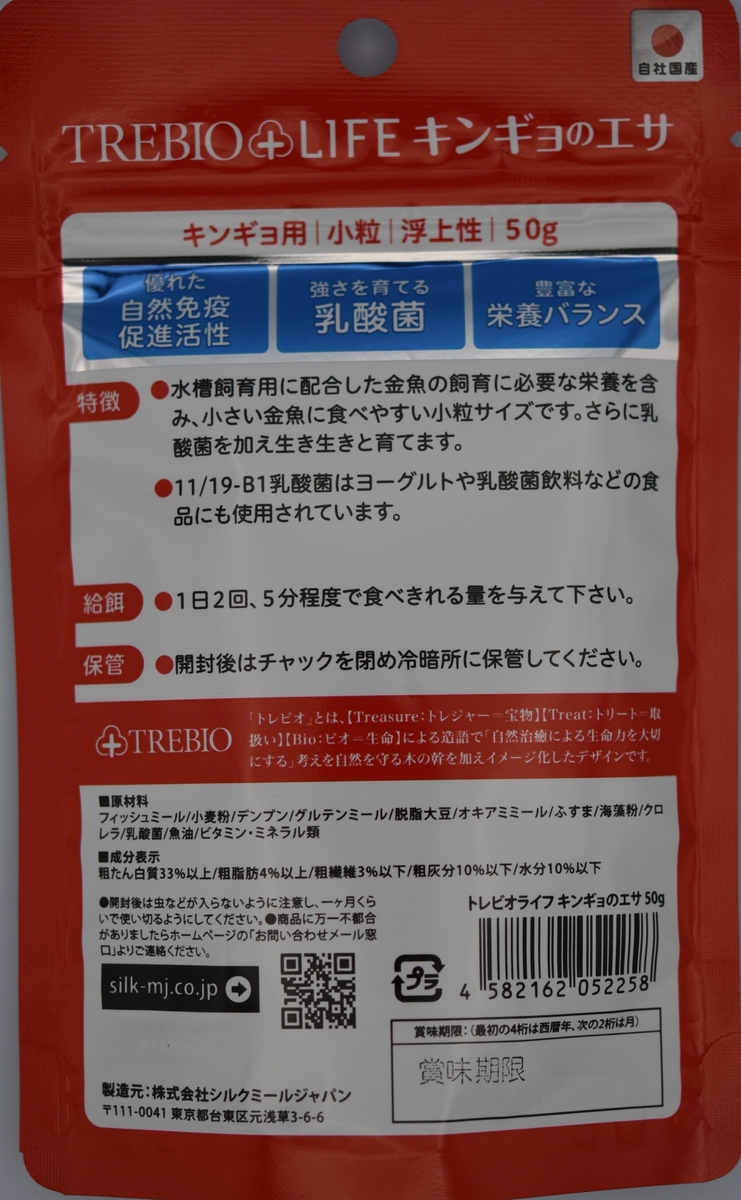 自社国産
TREBIO LIFE キンギョのエサ
キンギョ用|小粒|浮上性|50g
優れた
自然免疫
促進活性
強さを育てる
乳酸菌
豊富な
栄養バランス
特徴
●水槽飼育用に配合した金魚の飼育に必要な栄養を含
み、小さい金魚に食べやすい小粒サイズです。さらに乳
酸菌を加え生き生きと育てます。
●11/19-B1乳酸菌はヨーグルトや乳酸菌飲料などの食
品にも使用されています。
給餌
●1日2回、5分程度で食べきれる量を与えて下さい。
保管
●開封後はチャックを閉め冷暗所に保管してください。
TREBIO
「トレビオ」とは、【Treasure:トレジャー=宝物】【Treat:トリート=取
扱い】【Bio:ビオ=生命】による造語で「自然治癒による生命力を大切
にする」考えを自然を守る木の幹を加えイメージ化したデザインです。
■原材料
フィッシュミール/小麦粉/デンプン/グルテンミール/脱脂大豆/オキアミミール/ふすま/海藻粉/クロ
レラ/乳酸菌/魚油/ビタミン・ミネラル類
■成分表示
粗たん白質33%以上/粗脂肪4%以上/粗繊維3%以下/粗灰分10%以下/水分10%以下
●開封後は虫などが入らないように注意し、一ヶ月くら
いで使い切るようにしてください。●商品に万一不都合
がありましたらホームページの「お問い合わせメール窓
口」よりご連絡ください。
silk-mj.co.jp
トレビオライフ キンギョのエサ 50g
プラ
4 582162 052258
賞味期限:(最初の4桁は西暦年、次の2桁は月)
賞味期限
製造元:株式会社シルクミールジャパン
〒111-0041 東京都台東区元浅草3-6-6